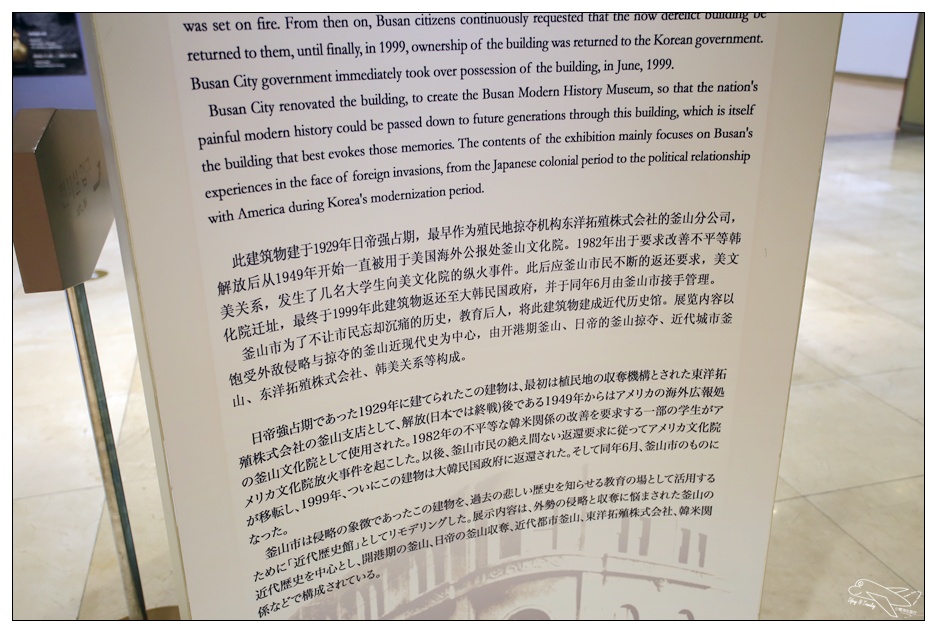 was set on fire. From then on, Busan citizens continuously requested that the now derelict building be
returned to them, until finally, in 1999, ownership of the building was returned to the Korean government.
Busan City government immediately took over possession of the building, in June, 1999.
Busan City renovated the building, to create the Busan Modern History Museum, so that the nation's
painful modern history could be passed down to future generations through this building, which is itself
the building that best evokes those memories. The contents of the exhibition mainly focuses on Busan's
experiences in the face of foreign invasions, from the Japanese colonial period to the political relationship
with America during Korea's modernization period.
此建筑物建于1929年日帝强占期，最早作为殖民地掠夺机构东洋拓殖株式会社的釜山分公司，
解放后从1949年开始一直被用于美国海外公报处釜山文化院。1982年出于要求改善不平等韩
美关系，发生了几名大学生向美文化院的纵火事件。此后应釜山市民不断的返还要求，美文
化院迁址，最终于1999年此建筑物返还至大韩民国政府，并于同年6月由釜山市接手管理。
釜山市为了不让市民忘却沉痛的历史，教育后人，将此建筑物建成近代历史馆。展览内容以
饱受外敌侵略与掠夺的釜山近现代史为中心，由开港期釜山、日帝的釜山掠夺、近代城市釜
山、东洋拓殖株式会社、韩美关系等构成。
日帝強占期であった1929年に建てられたこの建物は、最初は植民地の収奪機構とされた東洋拓
殖株式会社の釜山支店として、解放(日本では終戦)後である1949年からはアメリカの海外広報処
の釜山文化院として使用された。1982年の不平等な韓米関係の改善を要求する一部の学生がア
メリカ文化院放火事件を起こした。以後、釜山市民の絶え間ない返還要求に従ってアメリカ文化院
が移転し、1999年、ついにこの建物は大韓民国政府に返還された。そして同年6月、釜山市のものに
なった。
釜山市は侵略の象徴であったこの建物を、過去の悲しい歴史を知らせる教育の場として活用する
ために「近代歴史館」としてリモデリングした。展示内容は、外勢の侵略と収奪に悩まされた釜山の
近代歴史を中心とし、開港期の釜山、日帝の釜山収奪、近代都市釜山、東洋拓殖株式会社、韓米関
係などで構成されている。